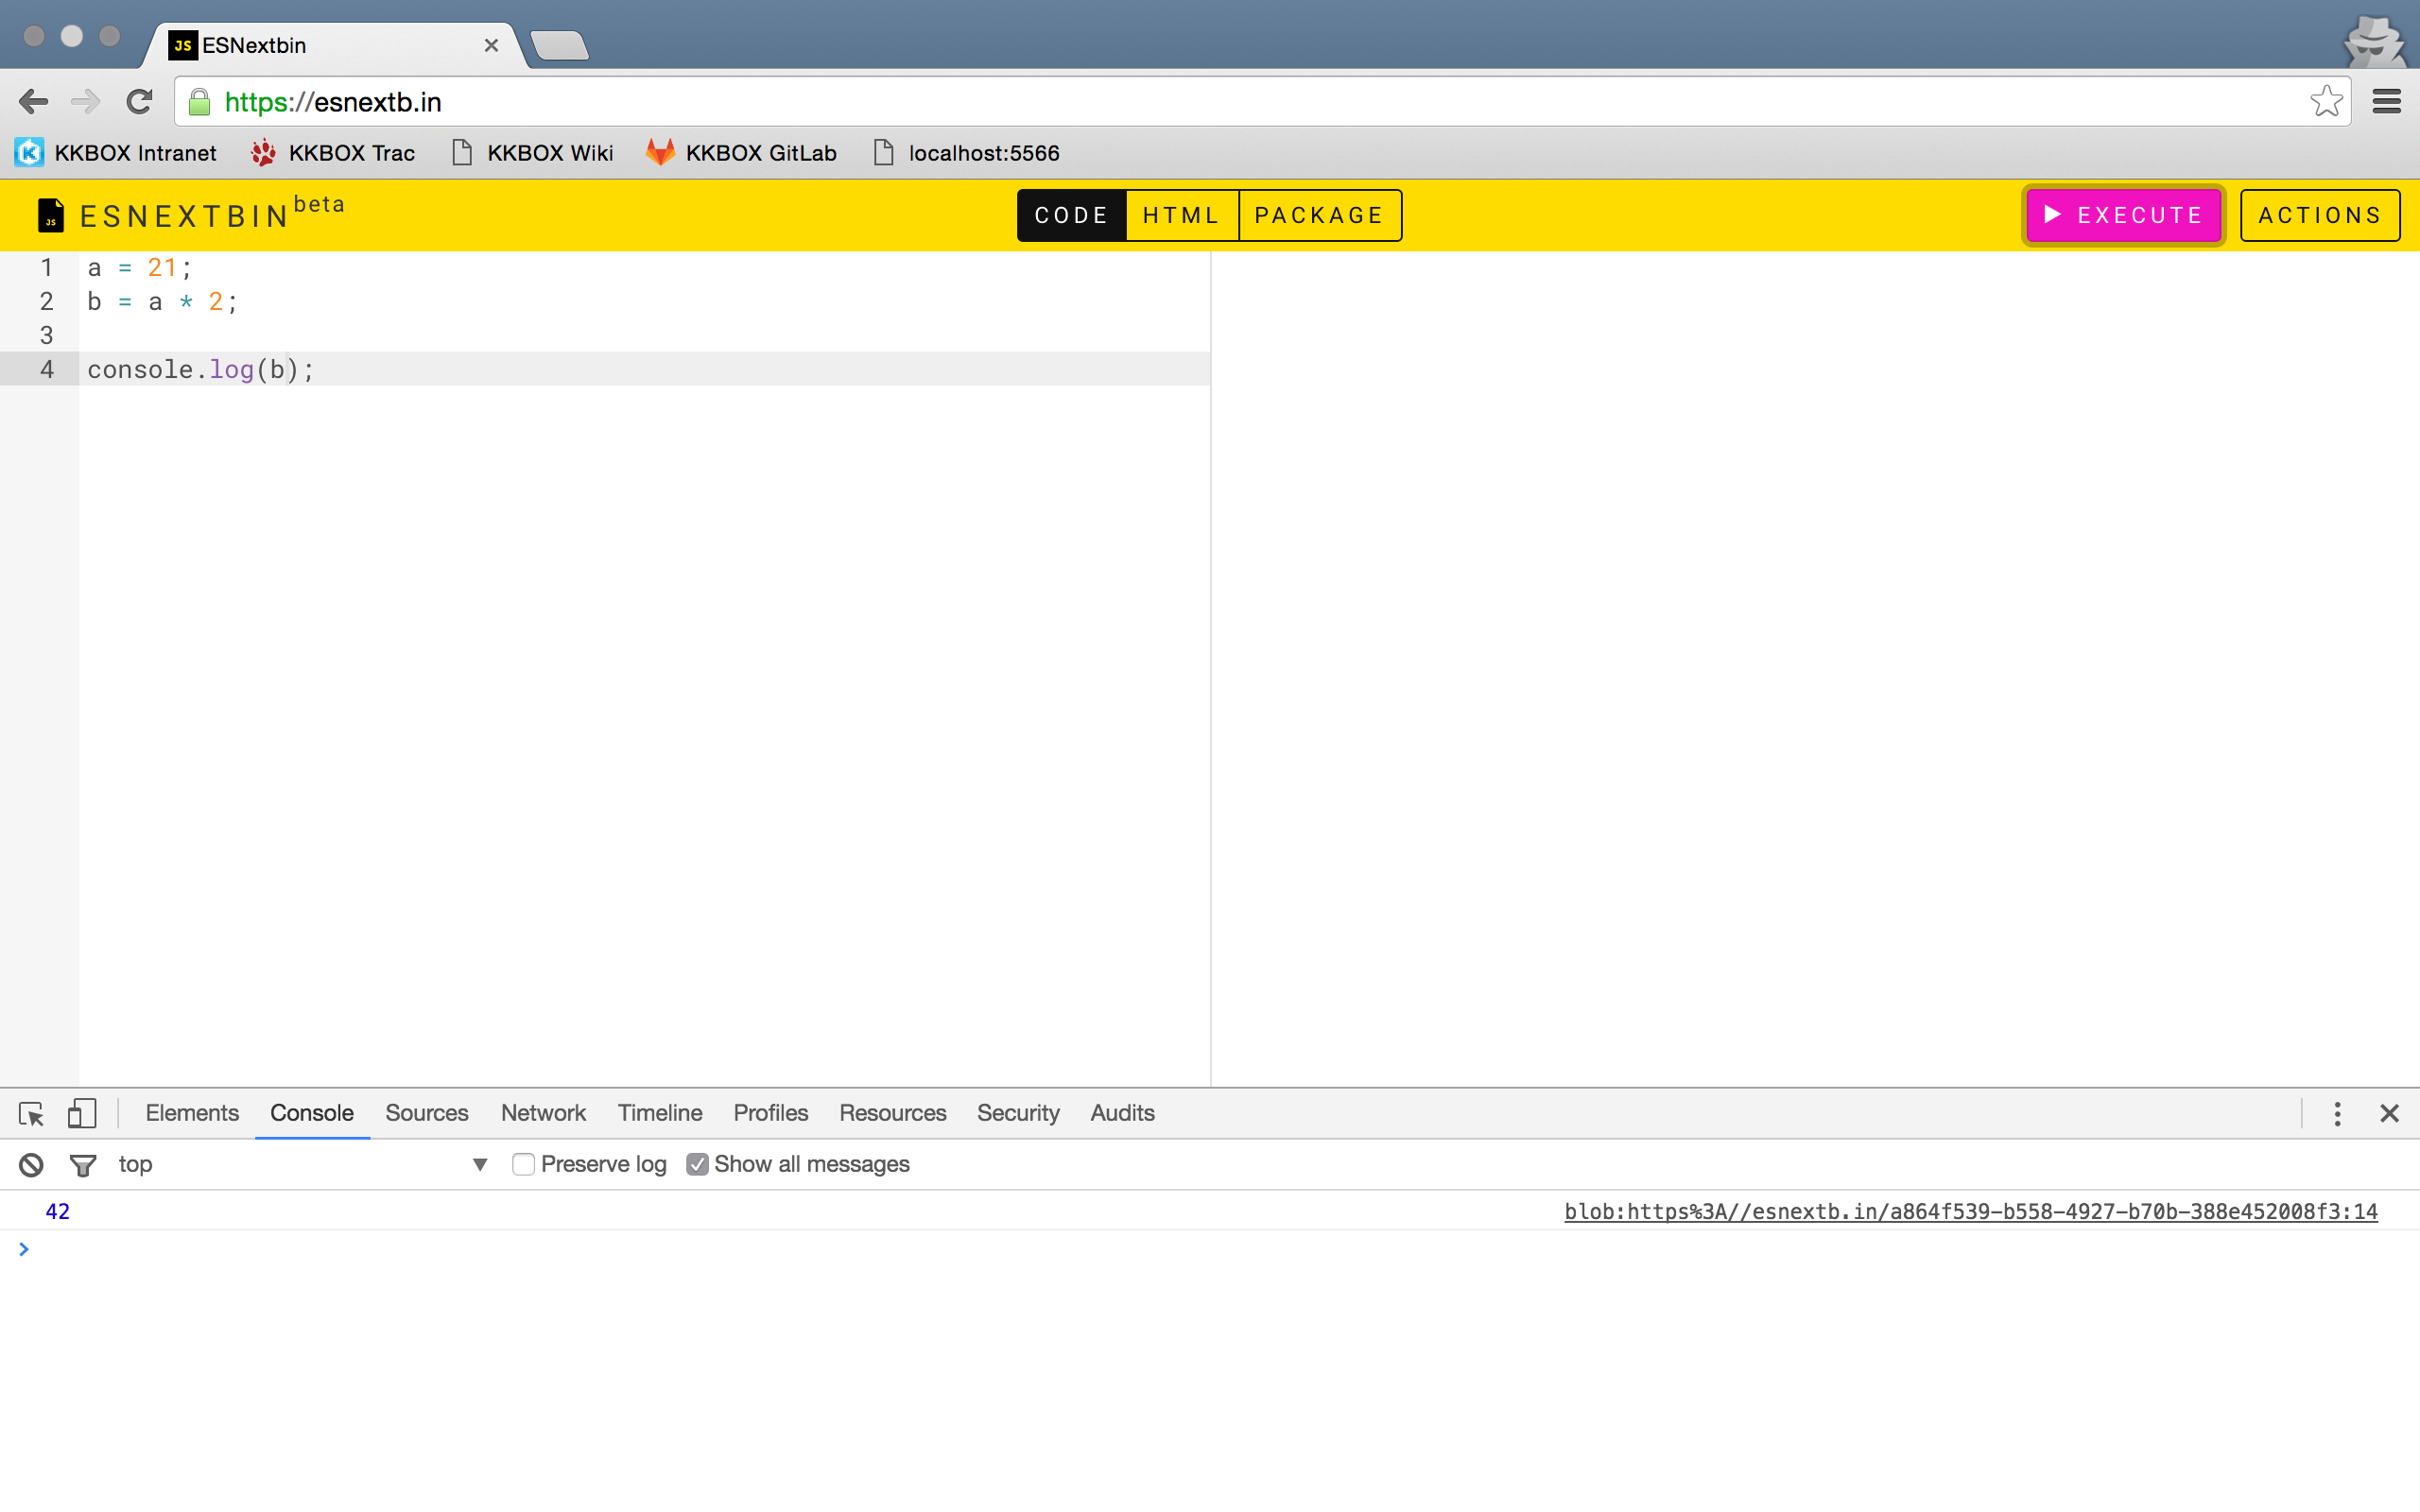 JS ESNextbin
https://esnextb.in
KKBOX Intranet KKBOX Trac KKBOX Wiki KKBOX GitLab localhost:5566
JS ESNEXTBIN beta CODE HTML PACKAGE EXECUTE ACTIONS
1 a = 21;
2 b = a * 2;
3
4 console.log(b);
Elements Console Sources Network Timeline Profiles Resources Security Audits
top Preserve log Show all messages
42 blob:https%3A//esnextb.in/a864f539-b558-4927-b70b-388e452008f3:14
>